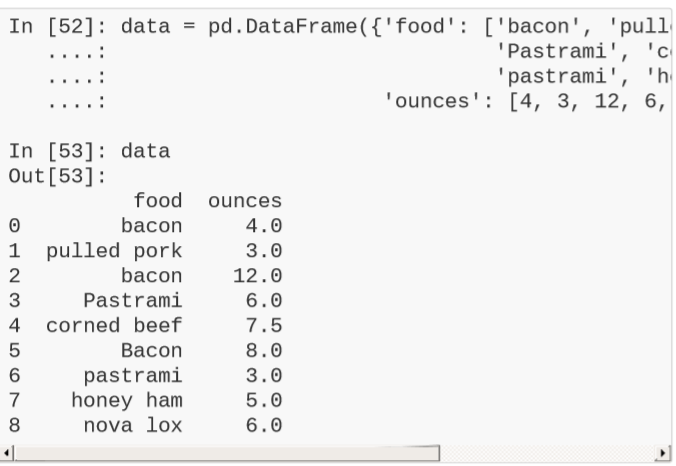 In [52]: data = pd.DataFrame({'food': ['bacon', 'pull
   ....:                               'Pastrami', 'c
   ....:                               'pastrami', 'h
   ....:                      'ounces': [4, 3, 12, 6,
In [53]: data
Out[53]:
          food  ounces
0        bacon     4.0
1  pulled pork     3.0
2        bacon    12.0
3     Pastrami     6.0
4  corned beef     7.5
5        Bacon     8.0
6     pastrami     3.0
7    honey ham     5.0
8     nova lox     6.0